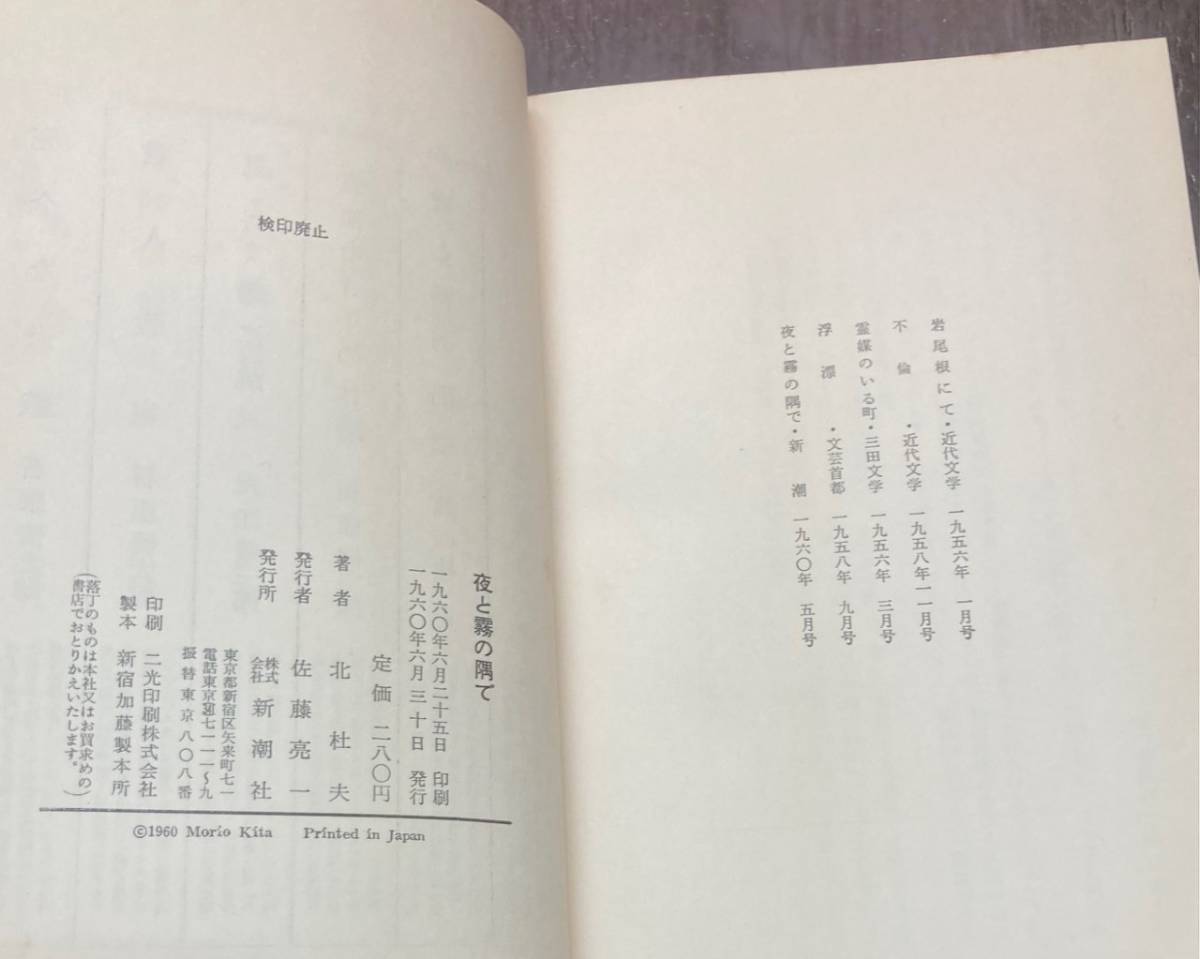 岩尾根にて・近代文学 一九五六年 一月号
不倫・近代文学 一九五八年一一月号
霊媒のいる町・三田文学 一九五六年 三月号
浮漂・文芸首都 一九五八年 九月号
夜と霧の隅で・新潮 一九六〇年 五月号
検印廃止
夜と霧の隅で
一九六〇年六月二十五日 印刷
一九六〇年六月三十日 発行
定価 二八〇円
著者 北杜夫
発行者 佐藤亮一
発行所 株式会社 新潮社
東京都新宿区矢来町七一
電話東京七一一一~九
振替東京八〇八番
印刷 二光印刷株式会社
製本 新宿加藤製本所
(落丁のものは本社又はお買求めの
書店でおとりかえいたします。)
©1960 Morio Kita Printed in Japan